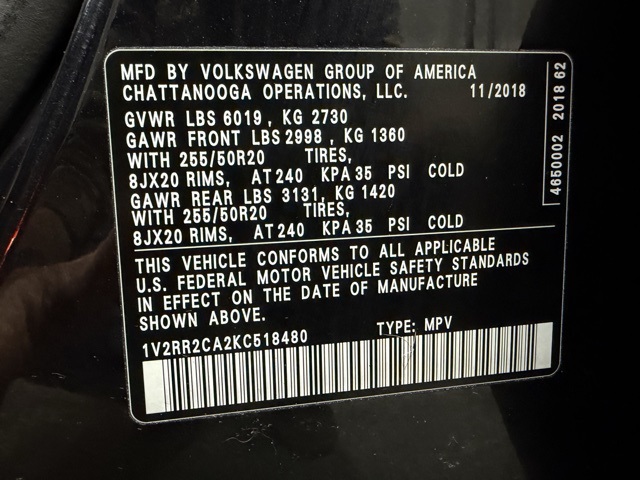 MFD BY VOLKSWAGEN GROUP OF AMERICA
CHATTANOOGA OPERATIONS, LLC. 11/2018
GVWR LBS 6019, KG 2730
GAWR FRONT LBS 2998, KG 1360
WITH 255/50R20 TIRES,
8JX20 RIMS, AT 240 KPA 35 PSI COLD
GAWR REAR LBS 3131, KG 1420
WITH 255/50R20 TIRES,
8JX20 RIMS, AT 240 KPA 35 PSI COLD
THIS VEHICLE CONFORMS TO ALL APPLICABLE
U.S. FEDERAL MOTOR VEHICLE SAFETY STANDARDS
IN EFFECT ON THE DATE OF MANUFACTURE
SHOWN ABOVE.
1V2RR2CA2KC518480 TYPE: MPV
4650002 2018 62